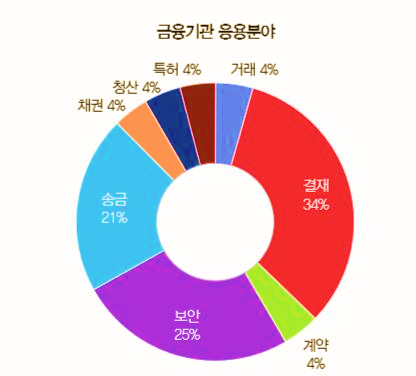 금융기관 응용분야
특허 4%
거래 4%
청산 4%
채권 4%
결재
34%
송금
21%
보안
25%
계약
4%